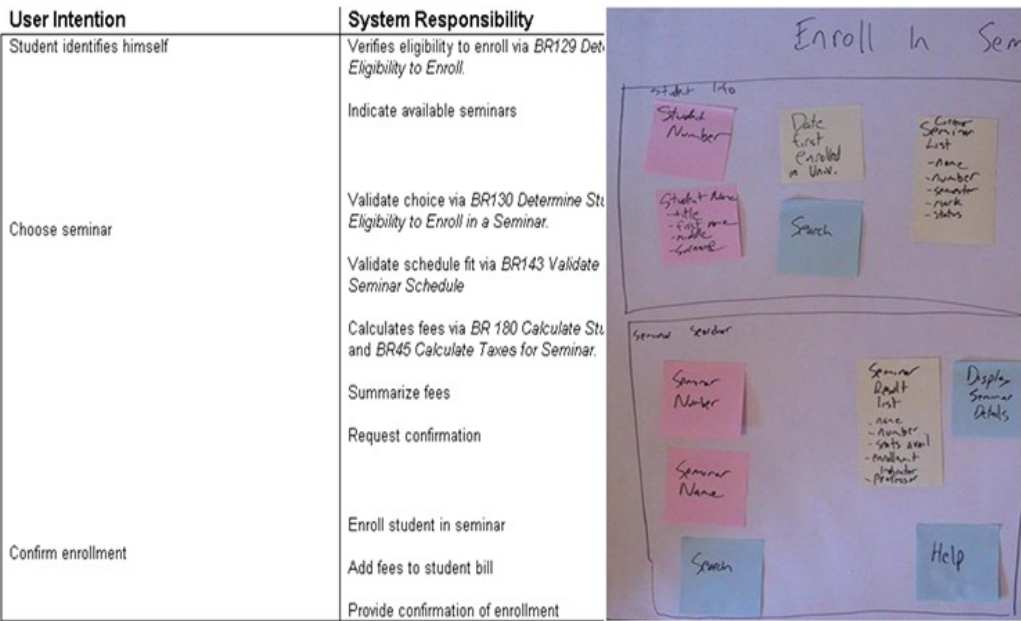 User Intention
System Responsibility
Student identifies himself
Verifies eligibility to enroll via BR129
Eligibility to Enroll.
Indicate available seminars
Validate choice via BR130 Determine
Eligibility to Enroll in a Seminar.
Choose seminar
Validate schedule fit via BR143 Validate
Seminar Schedule
Calculates fees via BR 180 Calculate
and BR45 Calculate Taxes for Seminar.
Summarize fees
Request confirmation
Enroll student in seminar
Confirm enrollment
Add fees to student bill
Provide confirmation of enrollment
Enroll In Sem
Student Info
Student
Number
Date
first
enrolled
in Univ.
Seminar
List
-name
-number
-semester
-mark
-status
Student Name
-title
-first name
-middle
-surname
Search
Seminar Searcher
Seminar
Number
Seminar
Result
list
-name
-number
-seats avail
-enrollment
Indicator
-Professor
Display
Seminar
Details
Seminar
Name
Search
Help